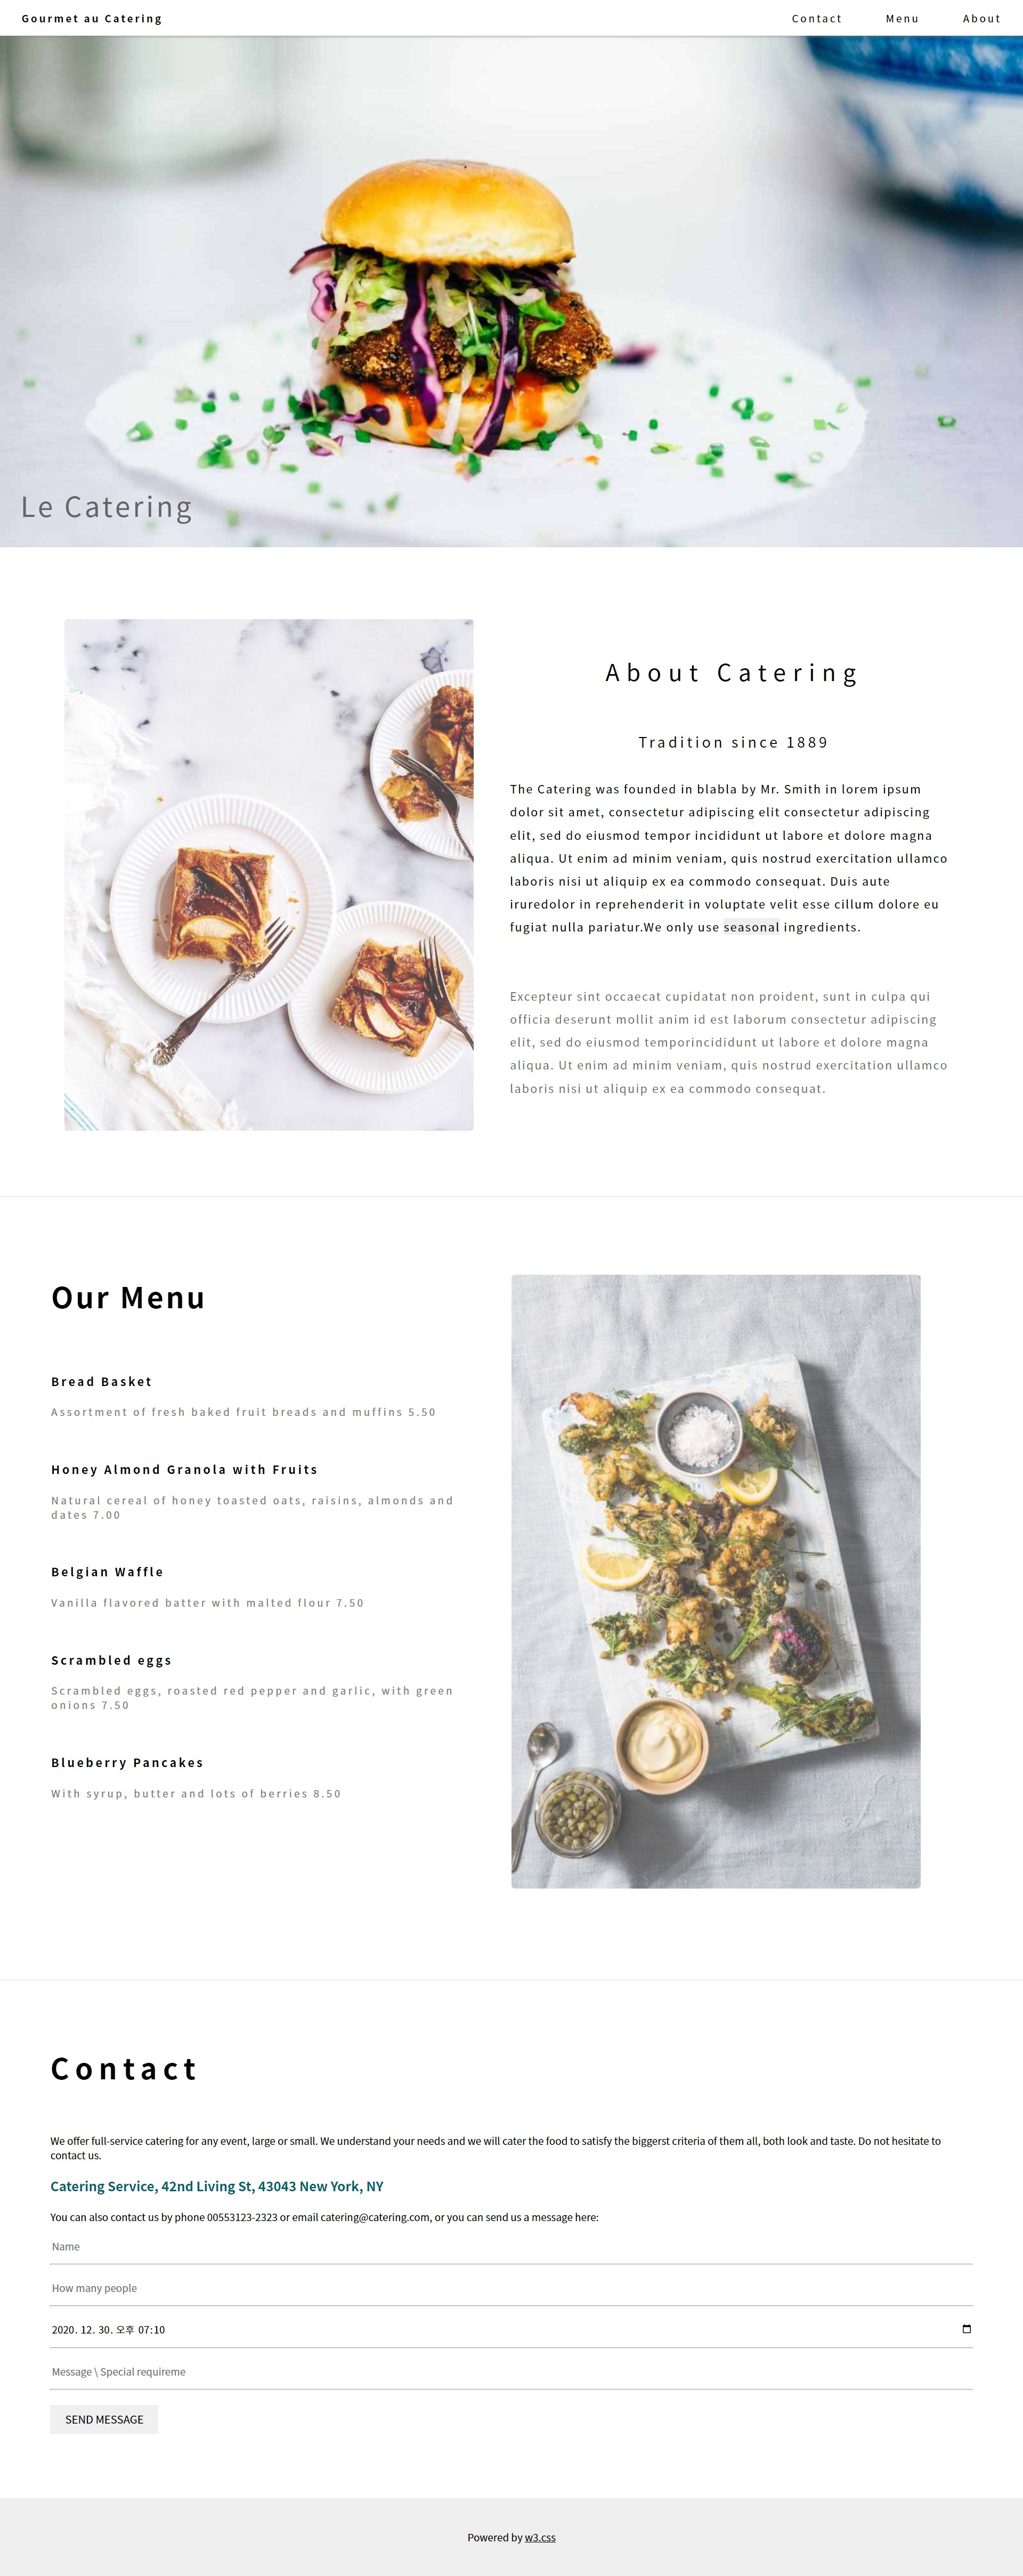 Gourmet au Catering
Contact
Menu
About
Le Catering
About Catering
Tradition since 1889
The Catering was founded in blabla by Mr. Smith in lorem ipsum
dolor sit amet, consectetur adipiscing elit consectetur adipiscing
elit, sed do eiusmod tempor incididunt ut labore et dolore magna
aliqua. Ut enim ad minim veniam, quis nostrud exercitation ullamco
laboris nisi ut aliquip ex ea commodo consequat. Duis aute
iruredolor in reprehenderit in voluptate velit esse cillum dolore eu
fugiat nulla pariatur.We only use seasonal ingredients.
Excepteur sint occaecat cupidatat non proident, sunt in culpa qui
officia deserunt mollit anim id est laborum consectetur adipiscing
elit, sed do eiusmod temporincididunt ut labore et dolore magna
aliqua. Ut enim ad minim veniam, quis nostrud exercitation ullamco
laboris nisi ut aliquip ex ea commodo consequat.
Our Menu
Bread Basket
Assortment of fresh baked fruit breads and muffins 5.50
Honey Almond Granola with Fruits
Natural cereal of honey toasted oats, raisins, almonds and
dates 7.00
Belgian Waffle
Vanilla flavored batter with malted flour 7.50
Scrambled eggs
Scrambled eggs, roasted red pepper and garlic, with green
onions 7.50
Blueberry Pancakes
With syrup, butter and lots of berries 8.50
Contact
We offer full-service catering for any event, large or small. We understand your needs and we will cater the food to satisfy the biggerst criteria of them all, both look and taste. Do not hesitate to
contact us.
Catering Service, 42nd Living St, 43043 New York, NY
You can also contact us by phone 00553123-2323 or email catering@catering.com, or you can send us a message here:
Name
How many people
2020. 12. 30. 오후 07:10
Message \ Special requireme
SEND MESSAGE
Powered by w3.css